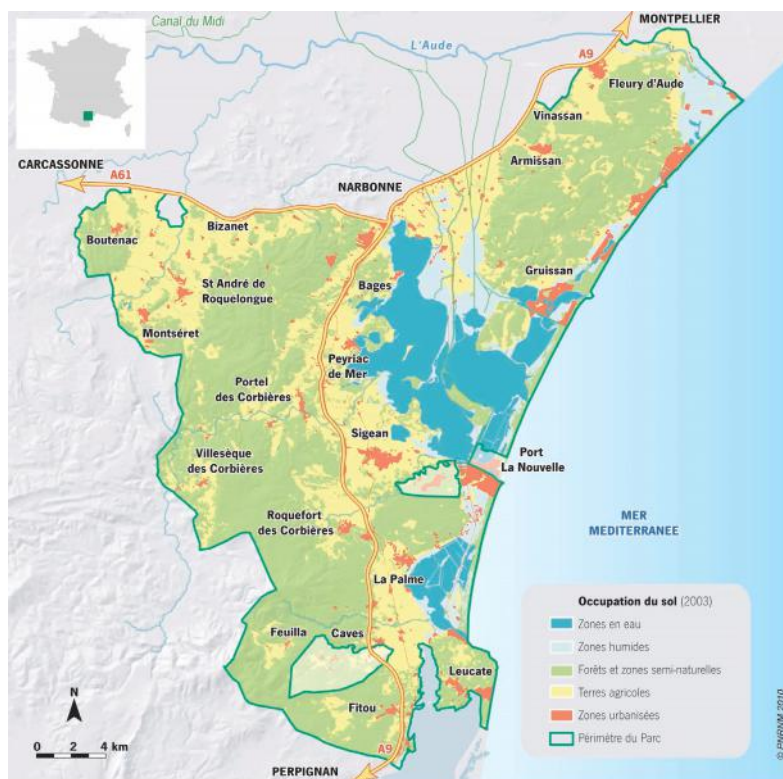 MONTPELLIER
Canal du Midi
L'Aude
A9
Fleury d'Aude
Vinassan
Armissan
CARCASSONNE
A61
NARBONNE
Bizanet
Boutenac
St André de
Roquelongue
Bages
Gruissan
Montséret
Peyriac
de Mer
Portel
des Corbières
Sigean
Villesèque
des Corbières
Port
La Nouvelle
Roquefort
des Corbières
MER
MEDITERRANEE
La Palme
Feuilla
Caves
Leucate
Fitou
N
0 2 4 km
A9
PERPIGNAN
Occupation du sol (2003)
Zones en eau
Zones humides
Forêts et zones semi-naturelles
Terres agricoles
Zones urbanisées
Périmètre du Parc
© PNRNM 2010